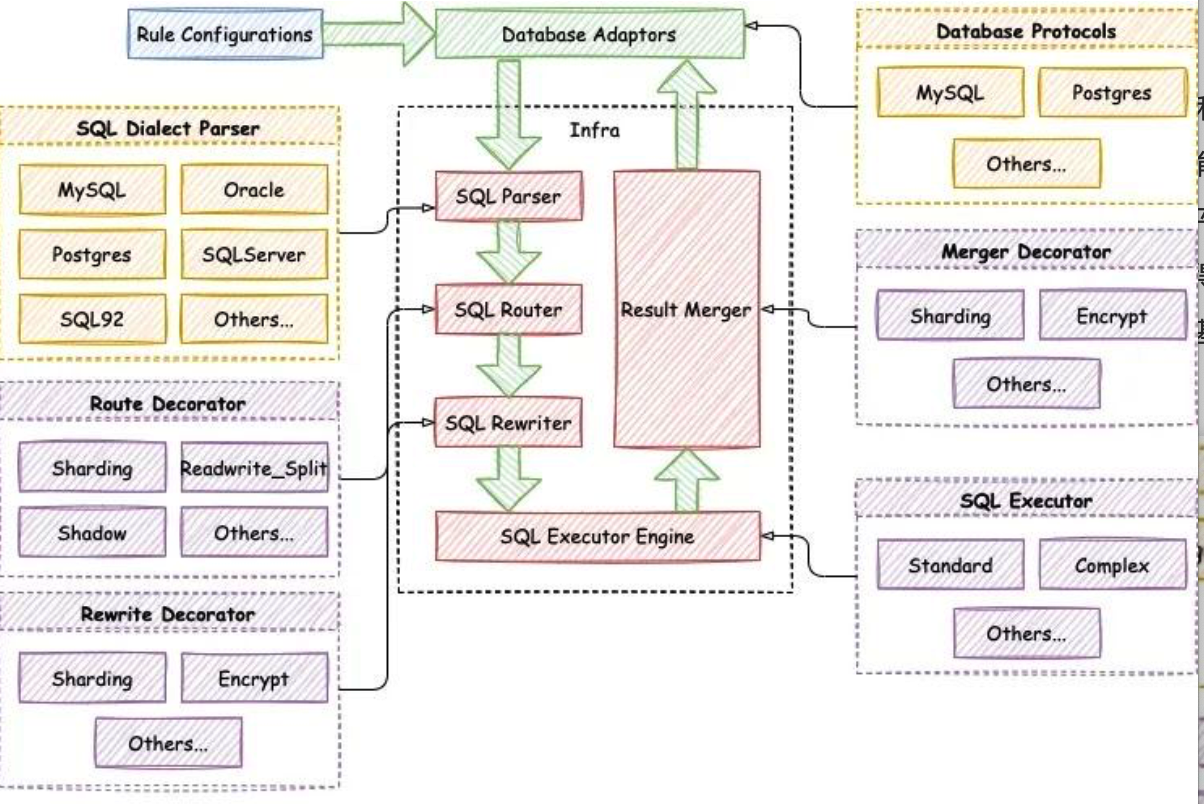 Rule Configurations
Database Adaptors
Database Protocols
MySQL
Postgres
Others...
SQL Dialect Parser
MySQL
Oracle
Postgres
SQLServer
SQL92
Others...
Infra
SQL Parser
SQL Router
SQL Rewriter
Result Merger
SQL Executor Engine
Merger Decorator
Sharding
Encrypt
Others...
Route Decorator
Sharding
Readwrite_Split
Shadow
Others...
SQL Executor
Standard
Complex
Others...
Rewrite Decorator
Sharding
Encrypt
Others...